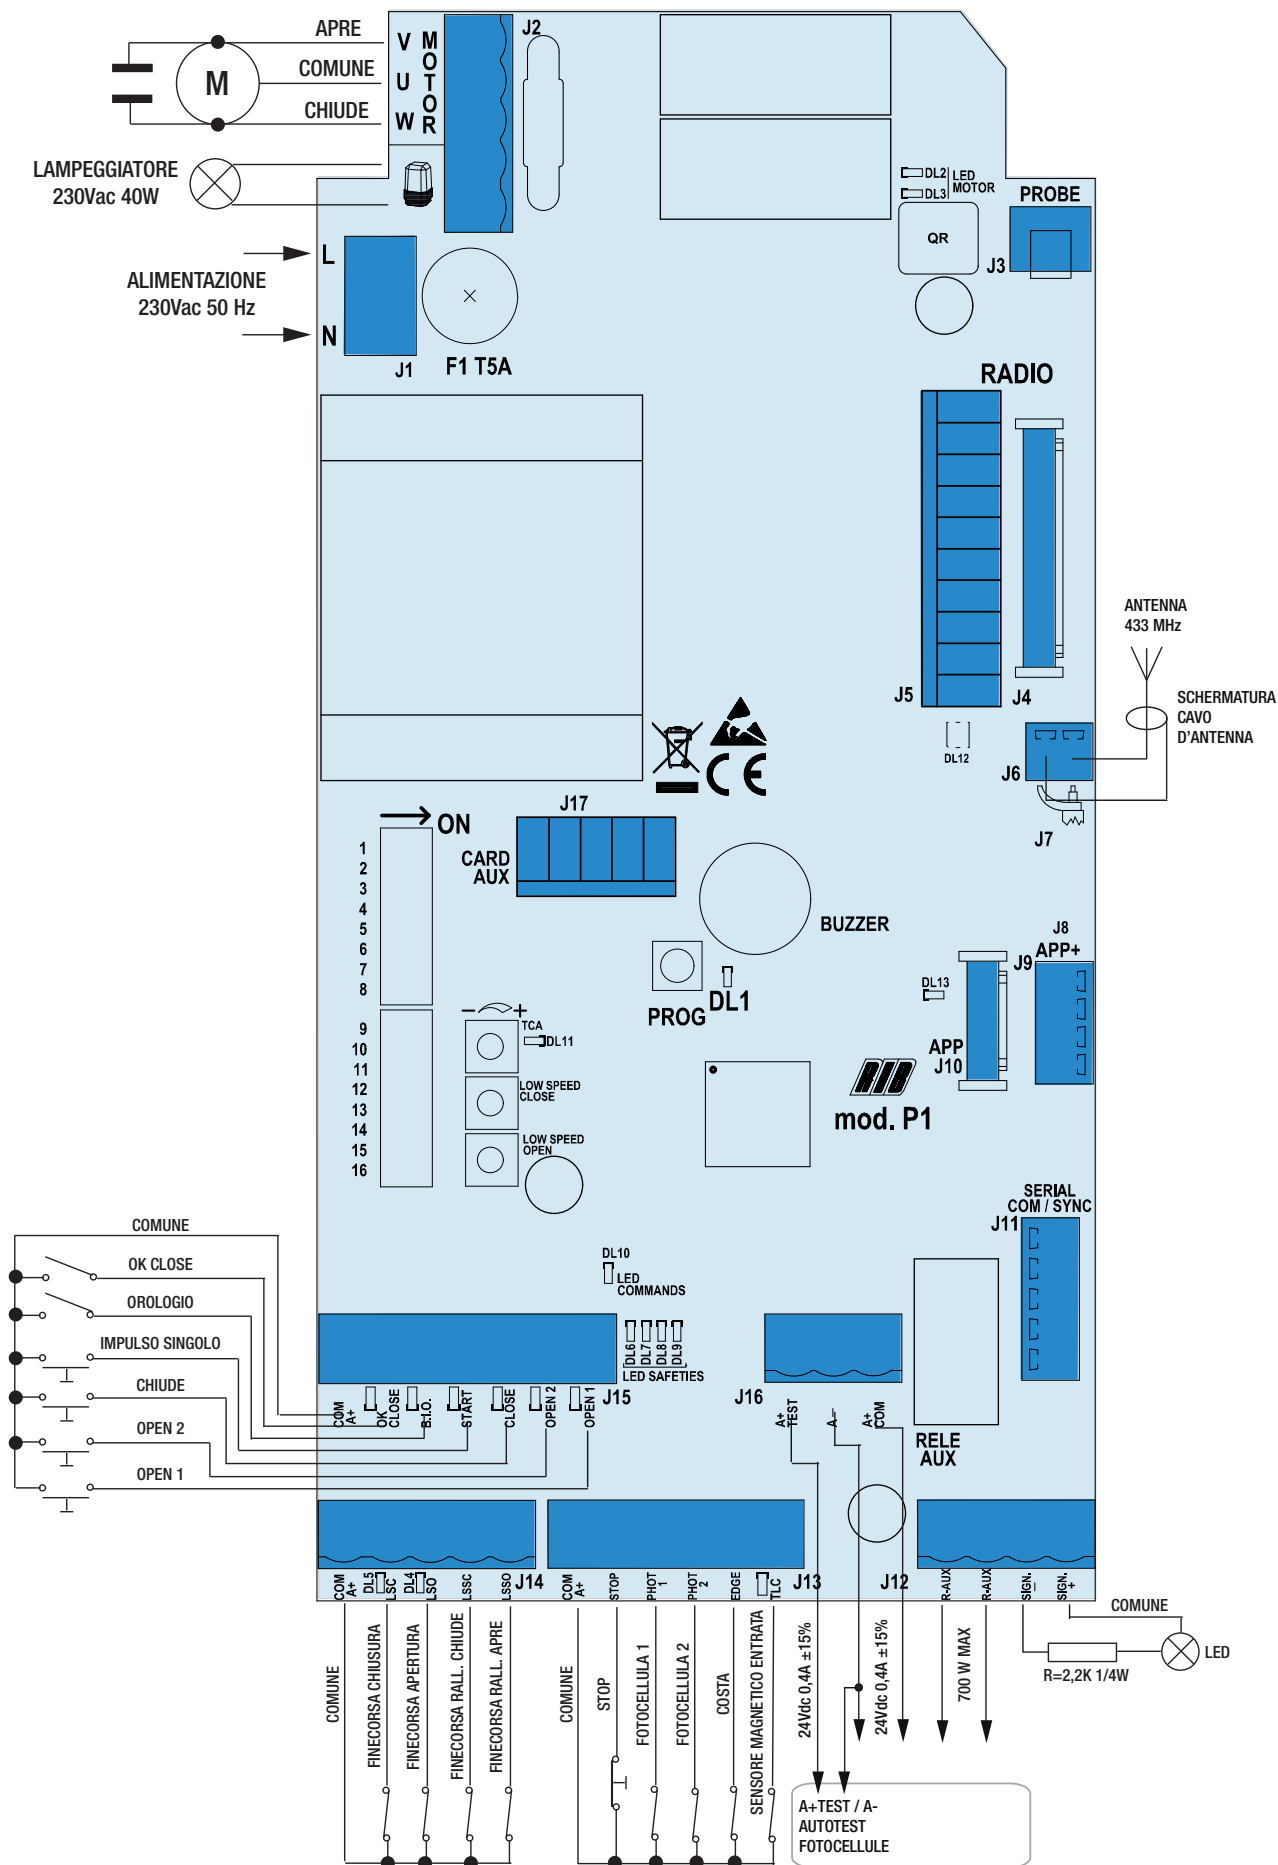 APRE
COMUNE
CHIUDE
M
V
U
W
MOTOR
J2
LAMPEGGIATORE
230Vac 40W
L
N
ALIMENTAZIONE
230Vac 50 Hz
J1
F1 T5A
DL2
DL3
LED
MOTOR
PROBE
QR
J3
RADIO
J5
J4
DL12
J6
J7
ANTENNA
433 MHz
SCHERMATURA
CAVO
D'ANTENNA
CE
J17
ON
CARD
AUX
1
2
3
4
5
6
7
8
9
10
11
12
13
14
15
16
BUZZER
PROG
DL1
- +
TCA
DL11
LOW SPEED
CLOSE
LOW SPEED
OPEN
J8
APP+
J9
DL13
APP
J10
RIB
mod. P1
SERIAL
COM / SYNC
J11
DL10
LED
COMMANDS
DL6
DL7
DL8
DL9
LED SAFETIES
COMUNE
OK CLOSE
OROLOGIO
IMPULSO SINGOLO
CHIUDE
OPEN 2
OPEN 1
COM
A+
OK
CLOSE
B.I.O.
START
CLOSE
OPEN 2
OPEN 1
J15
J16
A+
TEST
A-
A+
COM
RELE
AUX
COM
A+
DL5
LSC
DL4
LSO
LSSC
LSSO
J14
COM
A+
STOP
PHOT
1
PHOT
2
EDGE
TLC
J13
J12
R-AUX
R-AUX
SIGN.
-
SIGN.
+
COMUNE
LED
R=2,2K 1/4W
COMUNE
FINECORSA CHIUSURA
FINECORSA APERTURA
FINECORSA RALL. CHIUDE
FINECORSA RALL. APRE
COMUNE
STOP
FOTOCELLULA 1
FOTOCELLULA 2
COSTA
SENSORE MAGNETICO ENTRATA
24Vdc 0,4A ±15%
24Vdc 0,4A ±15%
700 W MAX
A+TEST / A-
AUTOTEST
FOTOCELLULE